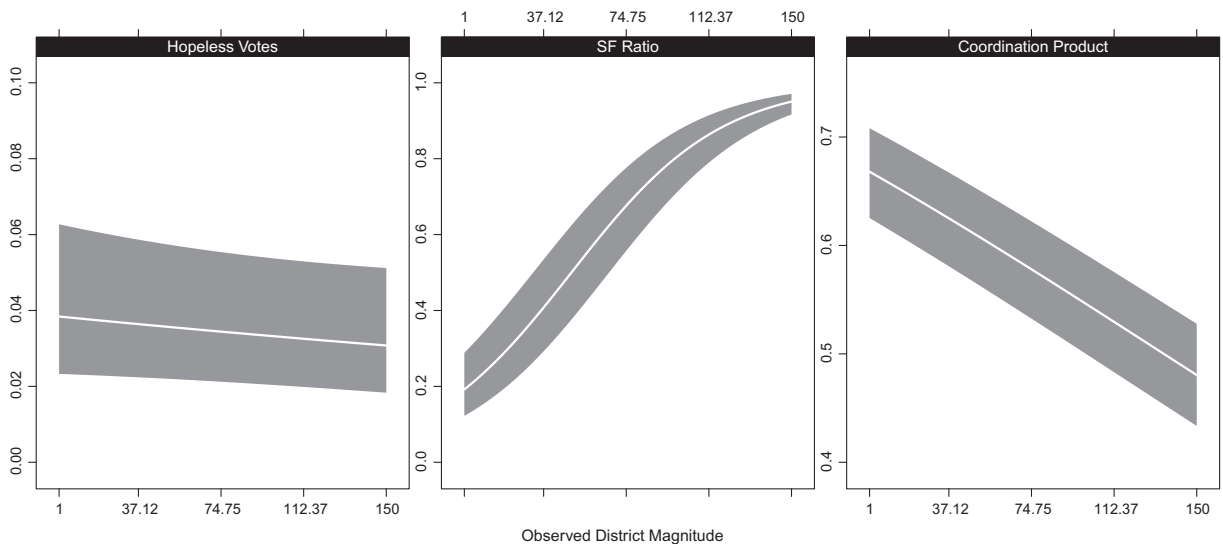 1 37.12 74.75 112.37 150
Hopeless Votes
SF Ratio
Coordination Product
0.10
0.08
0.06
0.04
0.02
0.00
1.0
0.8
0.6
0.4
0.2
0.0
0.7
0.6
0.5
0.4
1 37.12 74.75 112.37 150
1 37.12 74.75 112.37 150
Observed District Magnitude